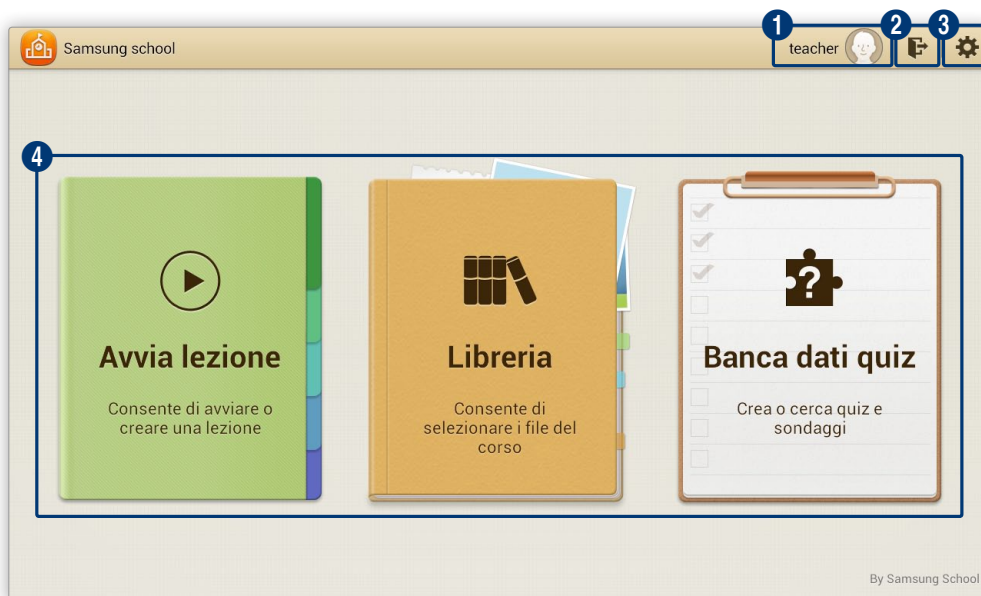 1
2
3
Samsung school
teacher
4
?
Avvia lezione
Consente di avviare o
creare una lezione
Libreria
Consente di
selezionare i file del
corso
Banca dati quiz
Crea o cerca quiz e
sondaggi
By Samsung School